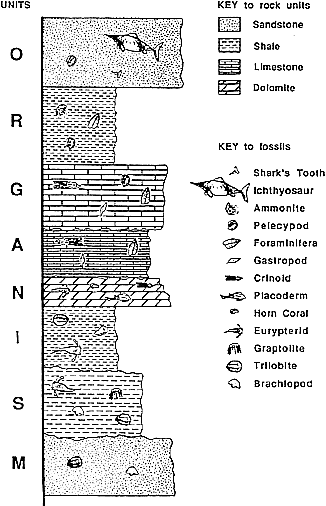 UNITS
KEY to rock units
Sandstone
Shale
Limestone
Dolomite
KEY to fossils
Shark's Tooth
Ichthyosaur
Ammonite
Pelecypod
Foraminifera
Gastropod
Crinoid
Placoderm
Horn Coral
Eurypterid
Graptolite
Trilobite
Brachiopod
O
R
G
A
N
I
S
M